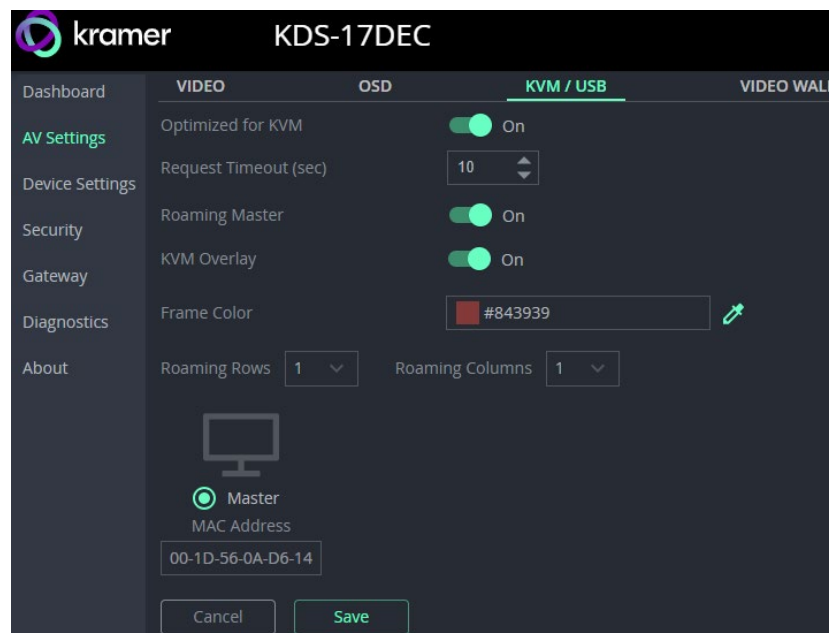 kramer KDS-17DEC
Dashboard
AV Settings
Device Settings
Security
Gateway
Diagnostics
About
VIDEO OSD KVM / USB VIDEO WALL
Optimized for KVM On
Request Timeout (sec) 10
Roaming Master On
KVM Overlay On
Frame Color #843939
Roaming Rows 1 Roaming Columns 1
Master
MAC Address
00-1D-56-0A-D6-14
Cancel Save